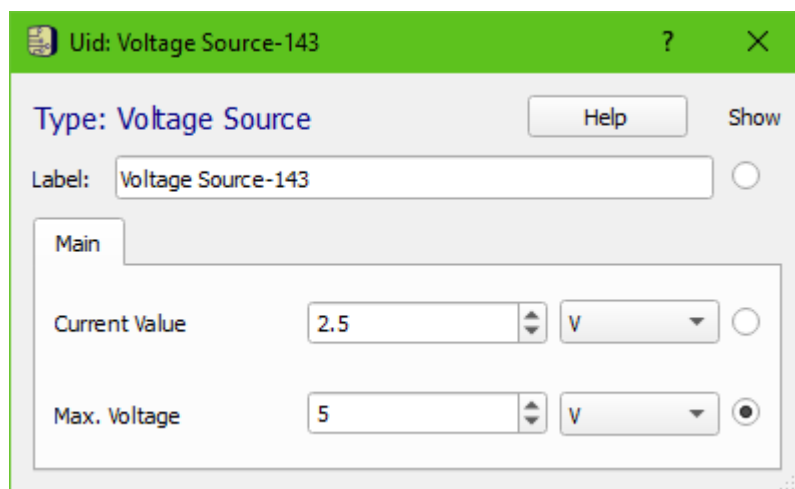 Uid: Voltage Source-143 ? ×
Type: Voltage Source Help Show
Label: Voltage Source-143
Main
Current Value 2.5 V
Max. Voltage 5 V